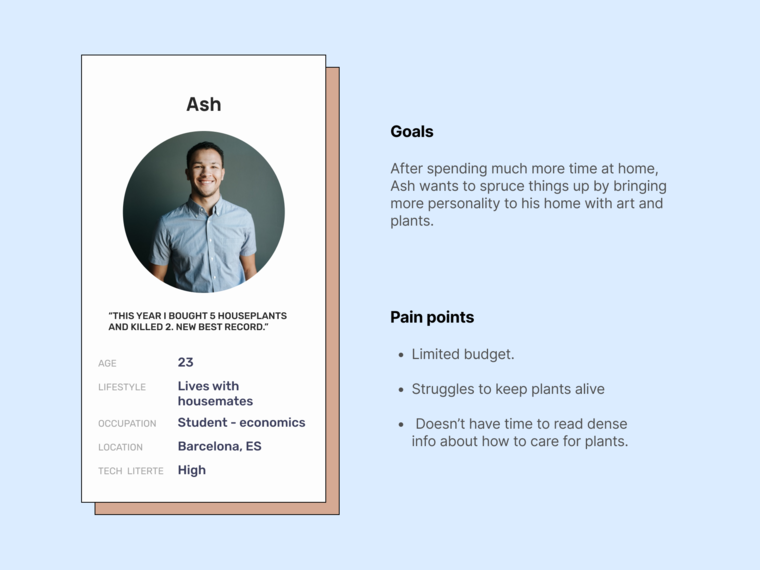 Ash
“THIS YEAR I BOUGHT 5 HOUSEPLANTS
AND KILLED 2. NEW BEST RECORD.”
AGE 23
LIFESTYLE Lives with
housemates
OCCUPATION Student - economics
LOCATION Barcelona, ES
TECH LITERTE High
Goals
After spending much more time at home,
Ash wants to spruce things up by bringing
more personality to his home with art and
plants.
Pain points
• Limited budget.
• Struggles to keep plants alive
• Doesn’t have time to read dense
info about how to care for plants.